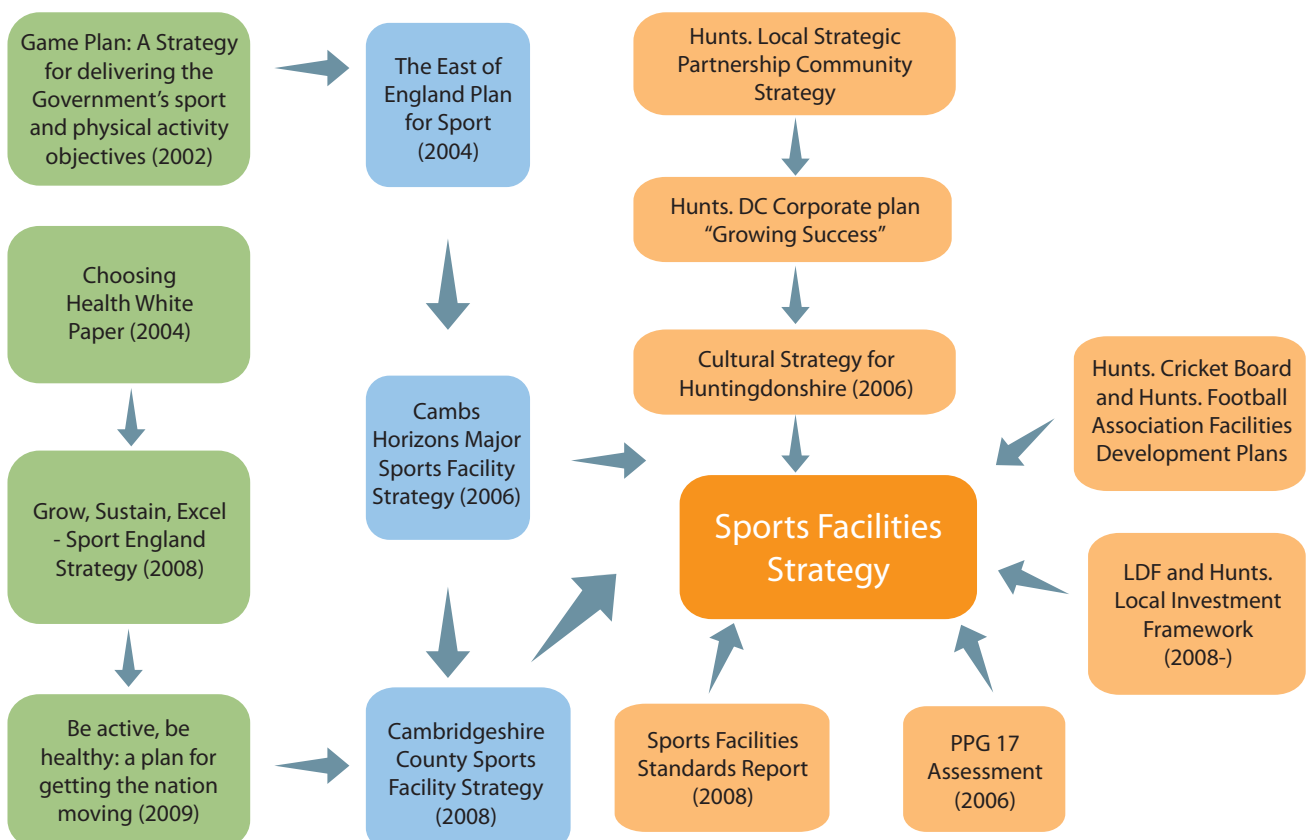 Game Plan: A Strategy
for delivering the
Government’s sport
and physical activity
objectives (2002)
The East of
England Plan
for Sport
(2004)
Hunts. Local Strategic
Partnership Community
Strategy
Hunts. DC Corporate plan
“Growing Success”
Choosing
Health White
Paper (2004)
Cultural Strategy for
Huntingdonshire (2006)
Hunts. Cricket Board
and Hunts. Football
Association Facilities
Development Plans
Cambs
Horizons Major
Sports Facility
Strategy (2006)
Grow, Sustain, Excel
- Sport England
Strategy (2008)
Sports Facilities
Strategy
LDF and Hunts.
Local Investment
Framework
(2008-)
Be active, be
healthy: a plan for
getting the nation
moving (2009)
Cambridgeshire
County Sports
Facility Strategy
(2008)
Sports Facilities
Standards Report
(2008)
PPG 17
Assessment
(2006)